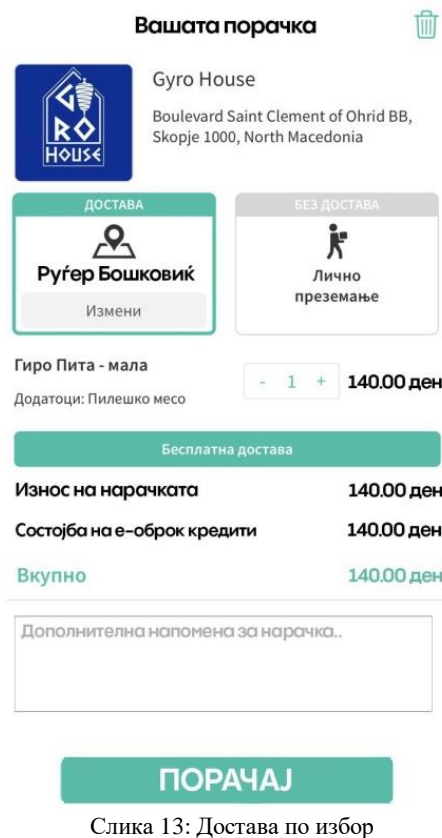 Вашата порачка
GYRO
HOUSE
Gyro House
Boulevard Saint Clement of Ohrid BB,
Skopje 1000, North Macedonia
ДОСТАВА
Руѓер Бошковиќ
Измени
БЕЗ ДОСТАВА
Лично
преземање
Гиро Пита - мала
- 1 +
140.00 ден
Додатоци: Пилешко месо
Бесплатна достава
Износ на нарачката 140.00 ден
Состојба на е-оброк кредити 140.00 ден
Вкупно 140.00 ден
Дополнителна напомена за нарачка..
ПОРАЧАЈ
Слика 13: Достава по избор